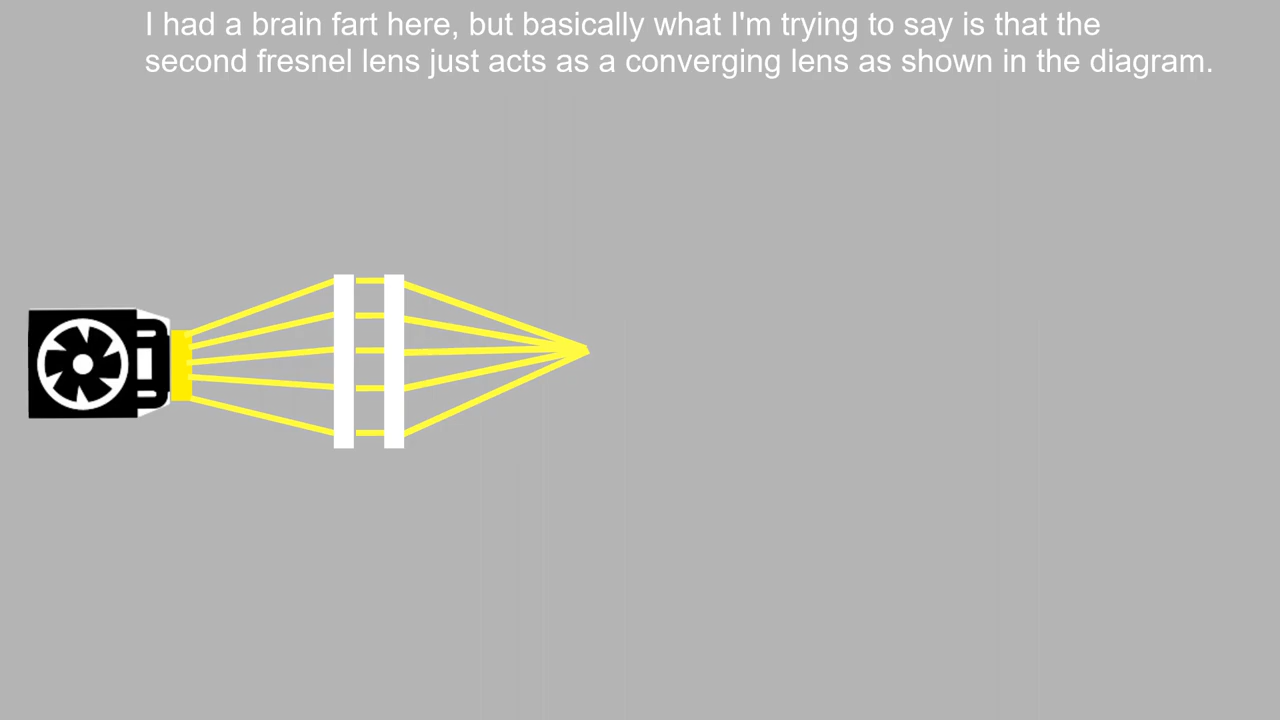 I had a brain fart here, but basically what I'm trying to say is that the
second fresnel lens just acts as a converging lens as shown in the diagram.